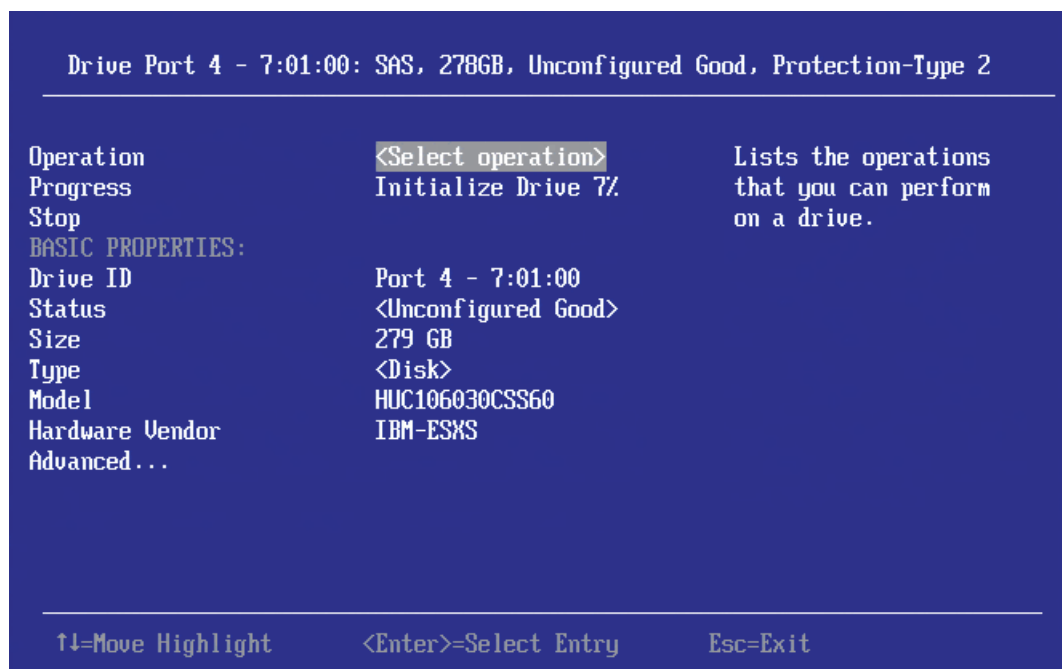 Drive Port 4 - 7:01:00: SAS, 278GB, Unconfigured Good, Protection-Type 2
Operation <Select operation> Lists the operations
Progress Initialize Drive 7% that you can perform
Stop on a drive.
BASIC PROPERTIES:
Drive ID Port 4 - 7:01:00
Status <Unconfigured Good>
Size 279 GB
Type <Disk>
Model HUC106030CSS60
Hardware Vendor IBM-ESXS
Advanced...
↑↓=Move Highlight <Enter>=Select Entry Esc=Exit